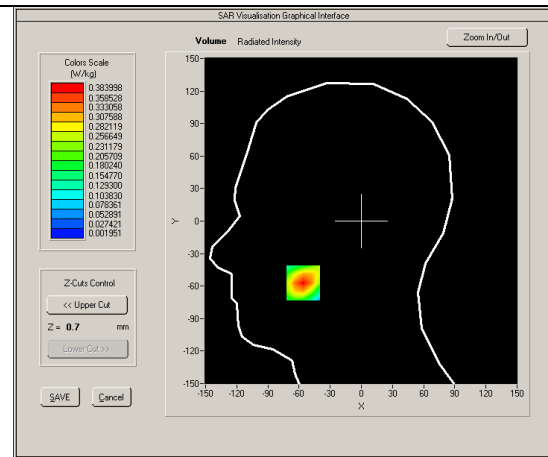 SAR Visualisation Graphical Interface
Volume Radiated Intensity
Zoom In/Out
Colors Scale
(W/kg)
0.383998
0.358528
0.333058
0.307588
0.282119
0.256649
0.231179
0.205709
0.180240
0.154770
0.129300
0.103830
0.078361
0.052891
0.027421
0.001951
Z-Cuts Control
<< Upper Cut
Z = 0.7 mm
Lower Cut >>
SAVE Cancel
150
120
90
60
30
0
-30
-60
-90
-120
-150
Y
-150 -120 -90 -60 -30 0 30 60 90 120 150
X